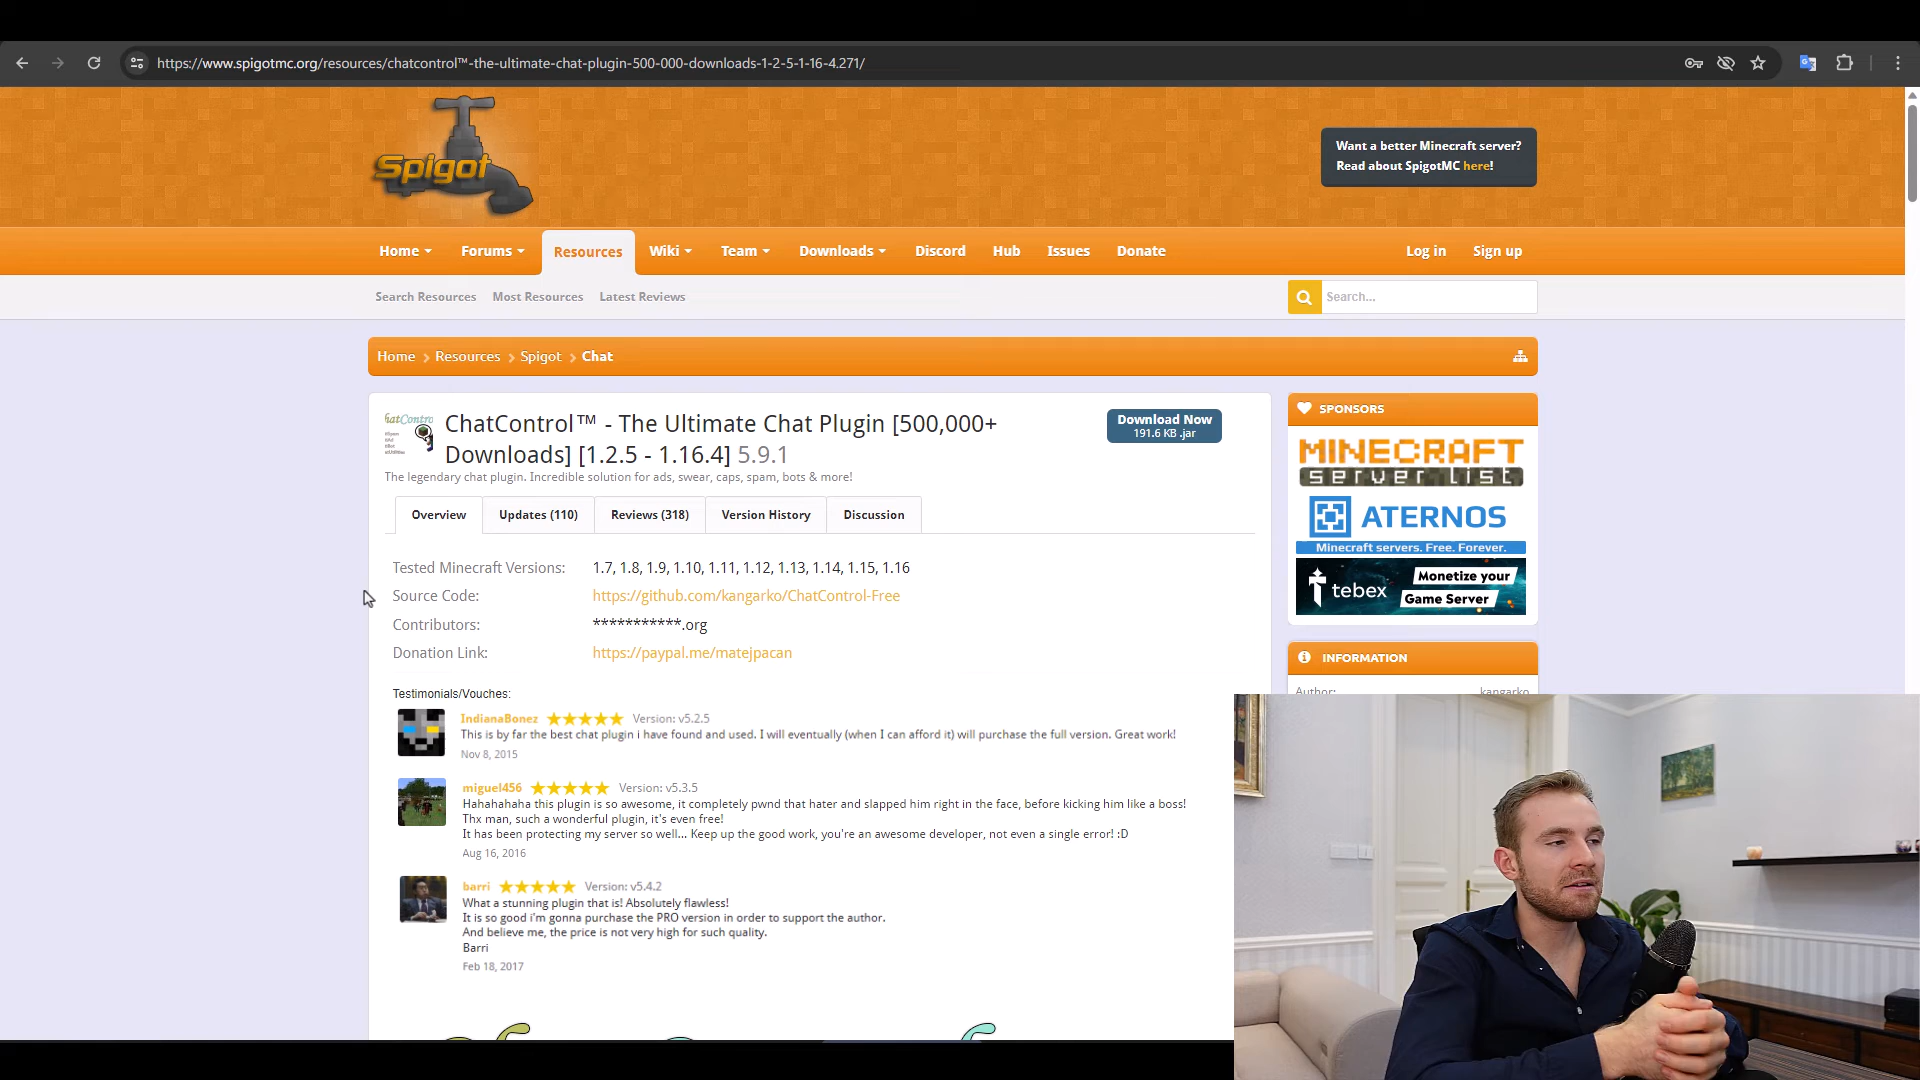 https://www.spigotmc.org/resources/chatcontrol™-the-ultimate-chat-plugin-500-000-downloads-1-2-5-1-16-4.271/
Spigot
Want a better Minecraft server?
Read about SpigotMC here!
Home Forums Resources Wiki Team Downloads Discord Hub Issues Donate Log in Sign up
Search Resources Most Resources Latest Reviews Search...
Home Resources Spigot Chat
ChatControl™ - The Ultimate Chat Plugin [500,000+
Downloads] [1.2.5 - 1.16.4] 5.9.1
The legendary chat plugin. Incredible solution for ads, swear, caps, spam, bots & more!
Download Now
191.6 KB .jar
Overview Updates (110) Reviews (318) Version History Discussion
Tested Minecraft Versions: 1.7, 1.8, 1.9, 1.10, 1.11, 1.12, 1.13, 1.14, 1.15, 1.16
Source Code: https://github.com/kangarko/ChatControl-Free
Contributors: ***********.org
Donation Link: https://paypal.me/matejpacan
Testimonials/Vouches:
IndianaBonez Version: v5.2.5
This is by far the best chat plugin i have found and used. I will eventually (when I can afford it) will purchase the full version. Great work!
Nov 8, 2015
miguel456 Version: v5.3.5
Hahahahaha this plugin is so awesome, it completely pwnd that hater and slapped him right in the face, before kicking him like a boss!
Thx man, such a wonderful plugin, it's even free!
It has been protecting my server so well... Keep up the good work, you're an awesome developer, not even a single error! :D
Aug 16, 2016
barri Version: v5.4.2
What a stunning plugin that is! Absolutely flawless!
It is so good i'm gonna purchase the PRO version in order to support the author.
And believe me, the price is not very high for such quality.
Barri
Feb 18, 2017
SPONSORS
MINECRAFT
server list
ATERNOS
Minecraft servers. Free. Forever.
tebex
Monetize your
Game Server
INFORMATION
Author: kangarko